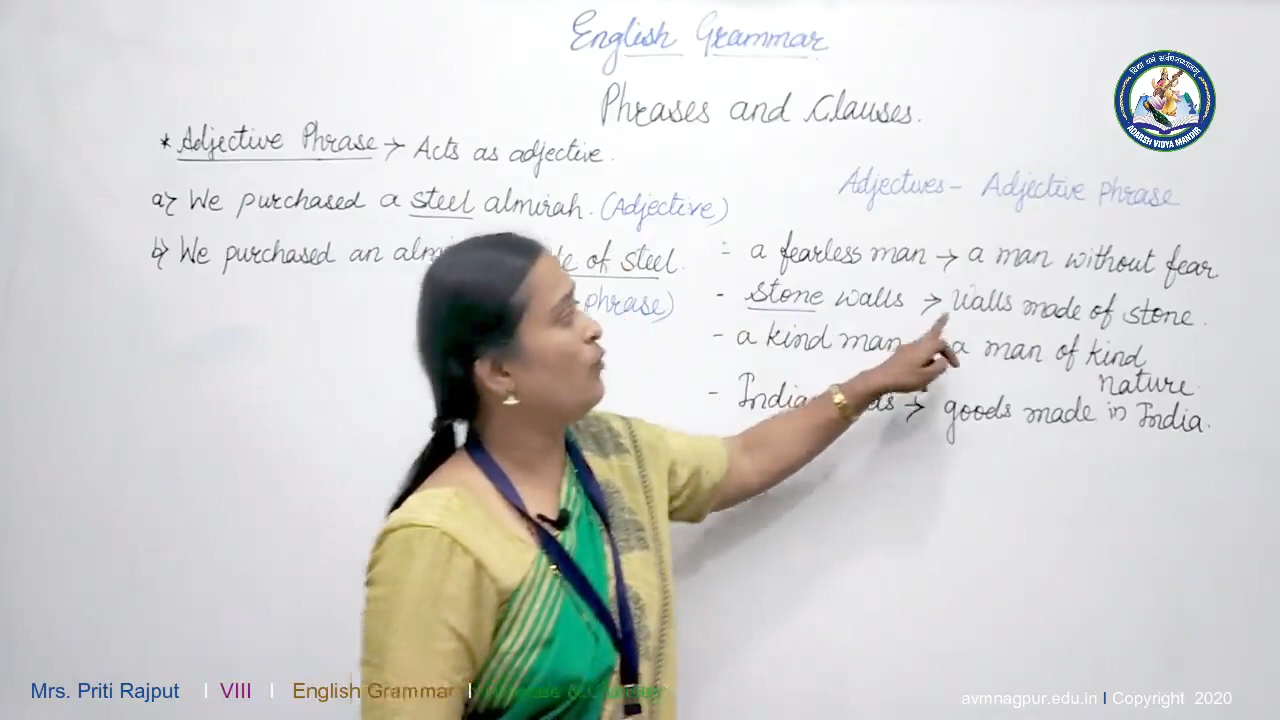 English Grammar
Phrases and Clauses.
* Adjective Phrase → Acts as adjective.
a) We purchased a steel almirah. (Adjective)
b) We purchased an of steel.
phrase)
Adjectives - Adjective phrase
- a fearless man → a man without fear
- stone walls → Walls made of stone.
- a kind man a man of kind
nature.
- → goods made in India.
ADARSH VIDYA MANDIR
Mrs. Priti Rajput I VIII I English Grammar I
avmnagpur.edu.in I Copyright 2020